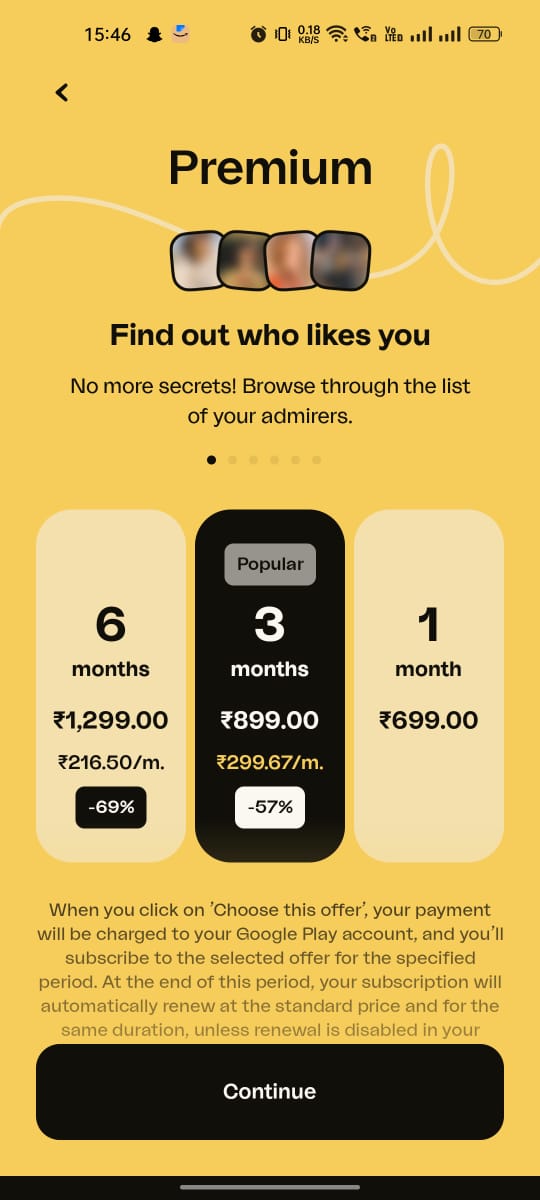 15:46
0.18
KB/S
Vo
LTE
70
Premium
Find out who likes you
No more secrets! Browse through the list
of your admirers.
6
months
₹1,299.00
₹216.50/m.
-69%
Popular
3
months
₹899.00
₹299.67/m.
-57%
1
month
₹699.00
When you click on 'Choose this offer', your payment
will be charged to your Google Play account, and you'll
subscribe to the selected offer for the specified
period. At the end of this period, your subscription will
automatically renew at the standard price and for the
same duration, unless renewal is disabled in your
Continue